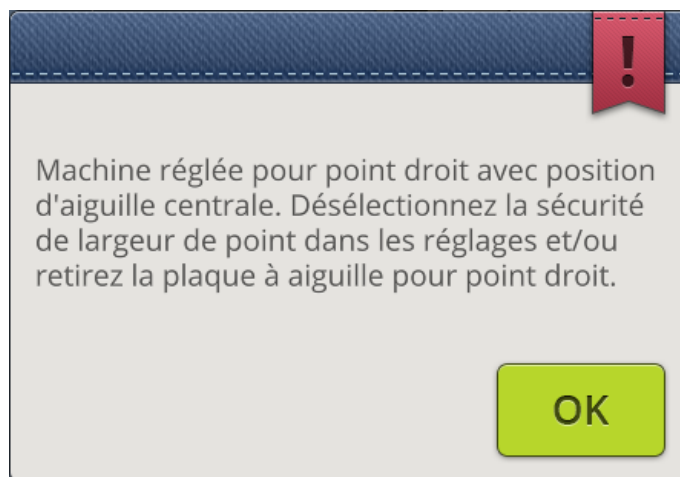 !
Machine réglée pour point droit avec position
d'aiguille centrale. Désélectionnez la sécurité
de largeur de point dans les réglages et/ou
retirez la plaque à aiguille pour point droit.
OK